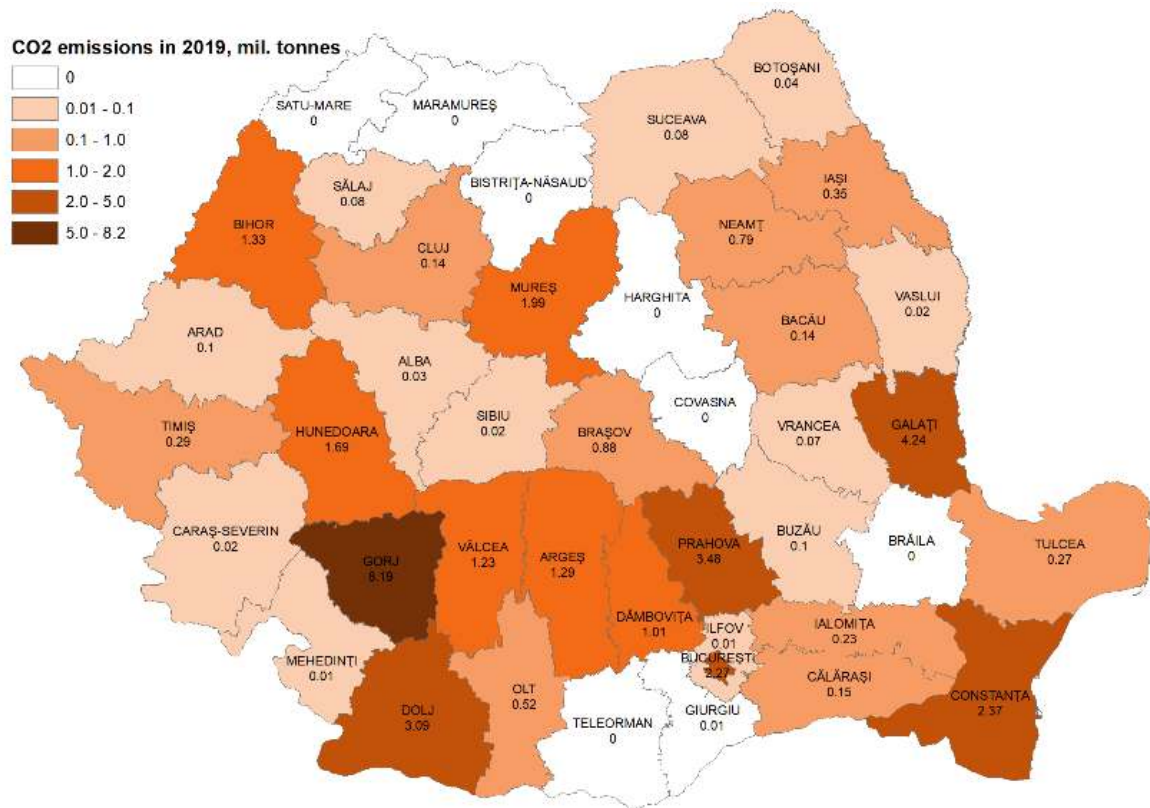 CO2 emissions in 2019, mil. tonnes
0
0.01 - 0.1
0.1 - 1.0
1.0 - 2.0
2.0 - 5.0
5.0 - 8.2
BOTOŞANI
0.04
SATU-MARE
0
MARAMUREŞ
0
SUCEAVA
0.08
IAŞI
0.35
BISTRIŢA-NĂSAUD
0
SĂLAJ
0.08
BIHOR
1.33
CLUJ
0.14
NEAMŢ
0.79
MUREŞ
1.99
HARGHITA
0
VASLUI
0.02
BACĂU
0.14
ARAD
0.1
ALBA
0.03
COVASNA
0
SIBIU
0.02
TIMIŞ
0.29
HUNEDOARA
1.69
BRAŞOV
0.88
VRANCEA
0.07
GALAŢI
4.24
CARAŞ-SEVERIN
0.02
BUZĂU
0.1
BRĂILA
0
TULCEA
0.27
GORJ
8.19
VÂLCEA
1.23
ARGEŞ
1.29
PRAHOVA
3.48
DÂMBOVIŢA
1.01
ILFOV
0.01
IALOMIŢA
0.23
BUCUREŞTI
2.27
MEHEDINŢI
0.01
CĂLĂRAŞI
0.15
CONSTANŢA
2.37
OLT
0.52
DOLJ
3.09
GIURGIU
0.01
TELEORMAN
0